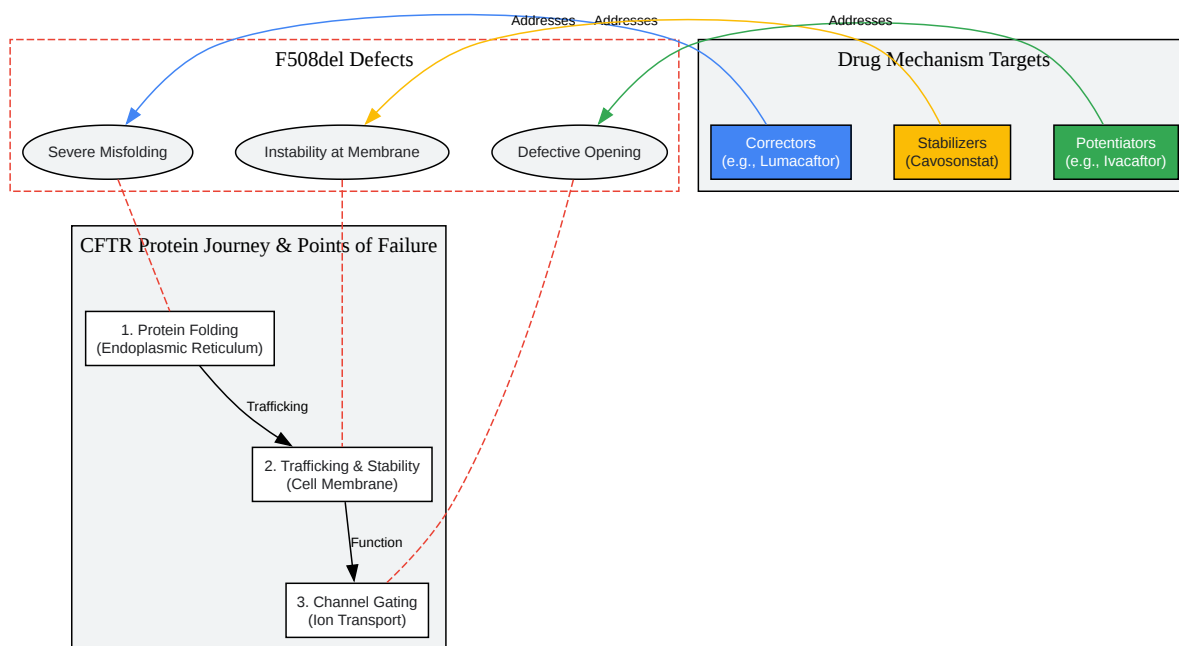 Addresses
Addresses
Addresses
F508del Defects
Drug Mechanism Targets
Severe Misfolding
Instability at Membrane
Defective Opening
Correctors
(e.g., Lumacaftor)
Stabilizers
(Cavosonstat)
Potentiators
(e.g., Ivacaftor)
CFTR Protein Journey & Points of Failure
1. Protein Folding
(Endoplasmic Reticulum)
Trafficking
2. Trafficking & Stability
(Cell Membrane)
Function
3. Channel Gating
(Ion Transport)